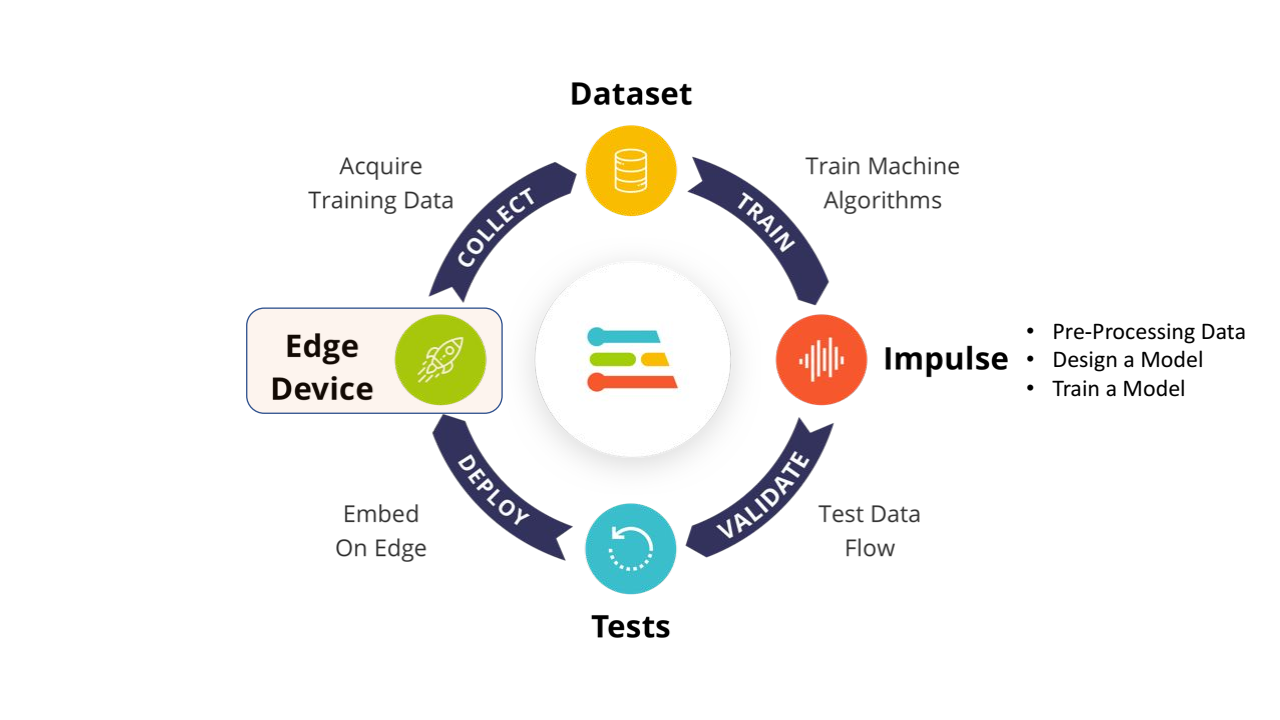 Dataset
Acquire
Training Data
COLLECT
TRAIN
Train Machine
Algorithms
Edge
Device
Impulse
• Pre-Processing Data
• Design a Model
• Train a Model
DEPLOY
VALIDATE
Embed
On Edge
Test Data
Flow
Tests